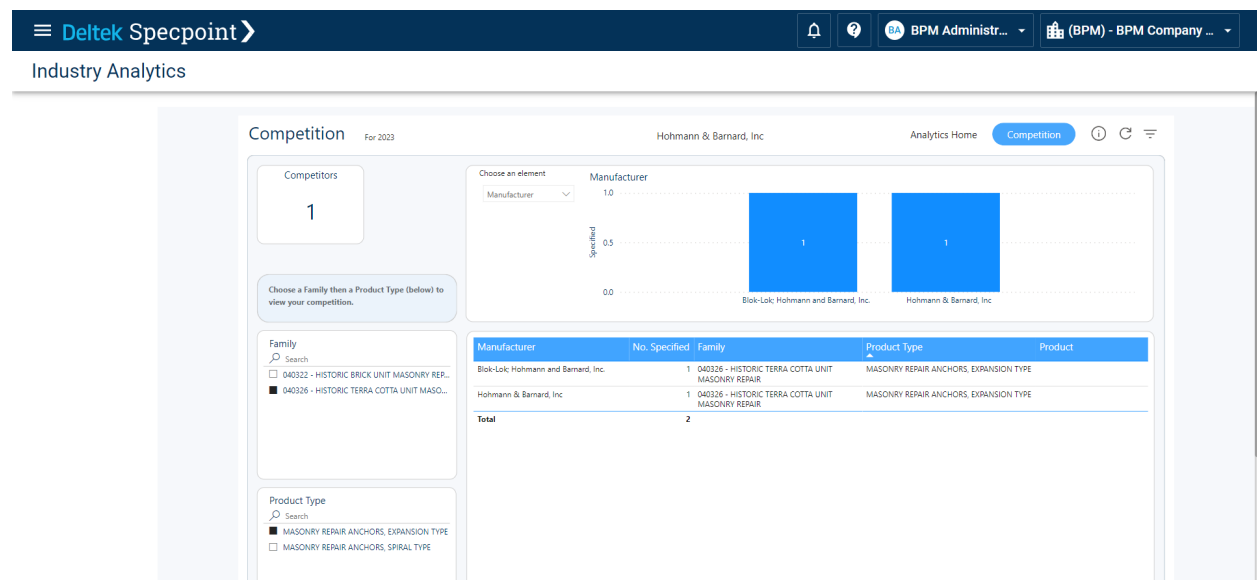 Deltek Specpoint
BA BPM Administr... (BPM) - BPM Company ...
Industry Analytics
Competition For 2023 Hohmann & Barnard, Inc Analytics Home Competition
Competitors
1
Choose a Family then a Product Type (below) to
view your competition.
Choose an element
Manufacturer
Manufacturer
1.0
0.5
0.0
Specified
1 1
Blok-Lok; Hohmann and Barnard, Inc. Hohmann & Barnard, Inc
Family
Search
040322 - HISTORIC BRICK UNIT MASONRY REP...
040326 - HISTORIC TERRA COTTA UNIT MASO...
Product Type
Search
MASONRY REPAIR ANCHORS, EXPANSION TYPE
MASONRY REPAIR ANCHORS, SPIRAL TYPE
Manufacturer No. Specified Family Product Type Product
Blok-Lok; Hohmann and Barnard, Inc. 1 040326 - HISTORIC TERRA COTTA UNIT MASONRY REPAIR ANCHORS, EXPANSION TYPE
MASONRY REPAIR
Hohmann & Barnard, Inc 1 040326 - HISTORIC TERRA COTTA UNIT MASONRY REPAIR ANCHORS, EXPANSION TYPE
MASONRY REPAIR
Total 2